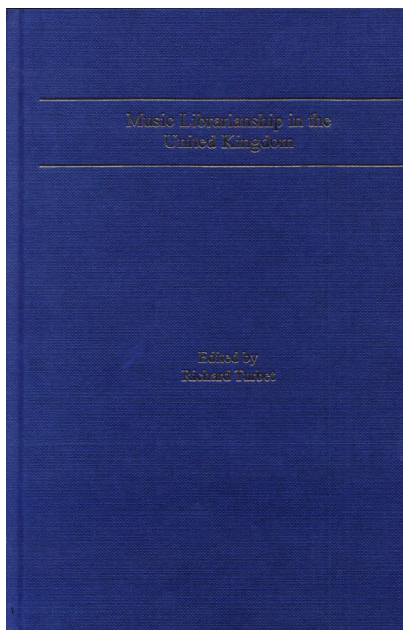 Music Librarianship in the
United Kingdom
Edited by
Richard Turbet